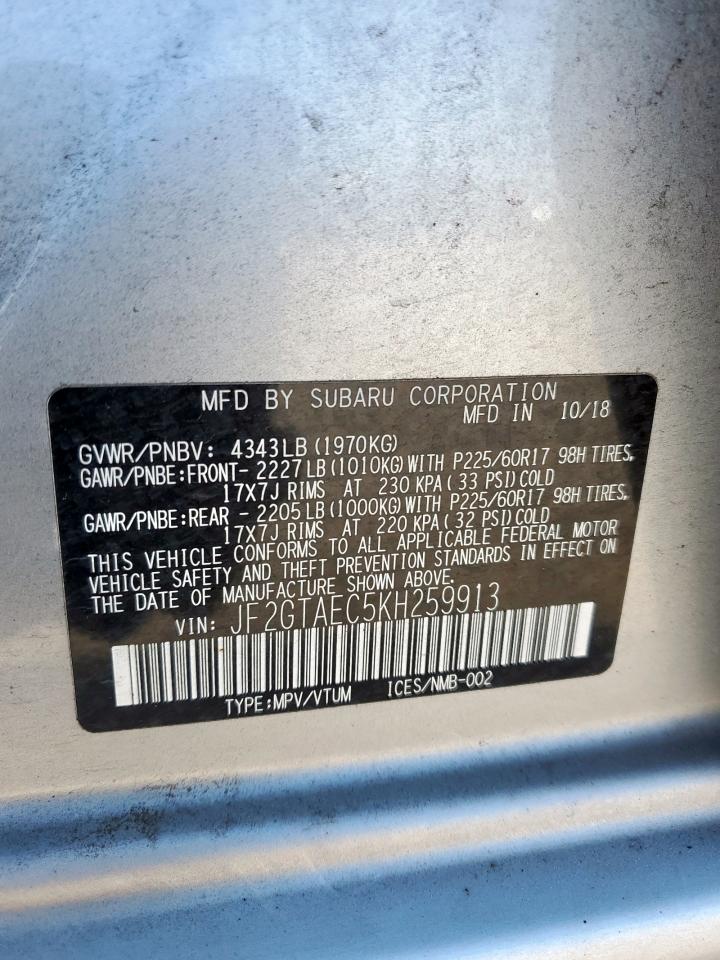 MFD BY SUBARU CORPORATION
MFD IN 10/18
GVWR/PNBV: 4343LB (1970KG)
GAWR/PNBE:FRONT- 2227LB (1010KG) WITH P225/60R17 98H TIRES,
17X7J RIMS AT 230 KPA ( 33 PSI) COLD
GAWR/PNBE:REAR - 2205LB (1000KG) WITH P225/60R17 98H TIRES,
17X7J RIMS AT 220 KPA ( 32 PSI) COLD
THIS VEHICLE CONFORMS TO ALL APPLICABLE FEDERAL MOTOR
VEHICLE SAFETY AND THEFT PREVENTION STANDARDS IN EFFECT ON
THE DATE OF MANUFACTURE SHOWN ABOVE.
VIN: JF2GTAEC5KH259913
TYPE:MPV/VTUM ICES/NMB-002